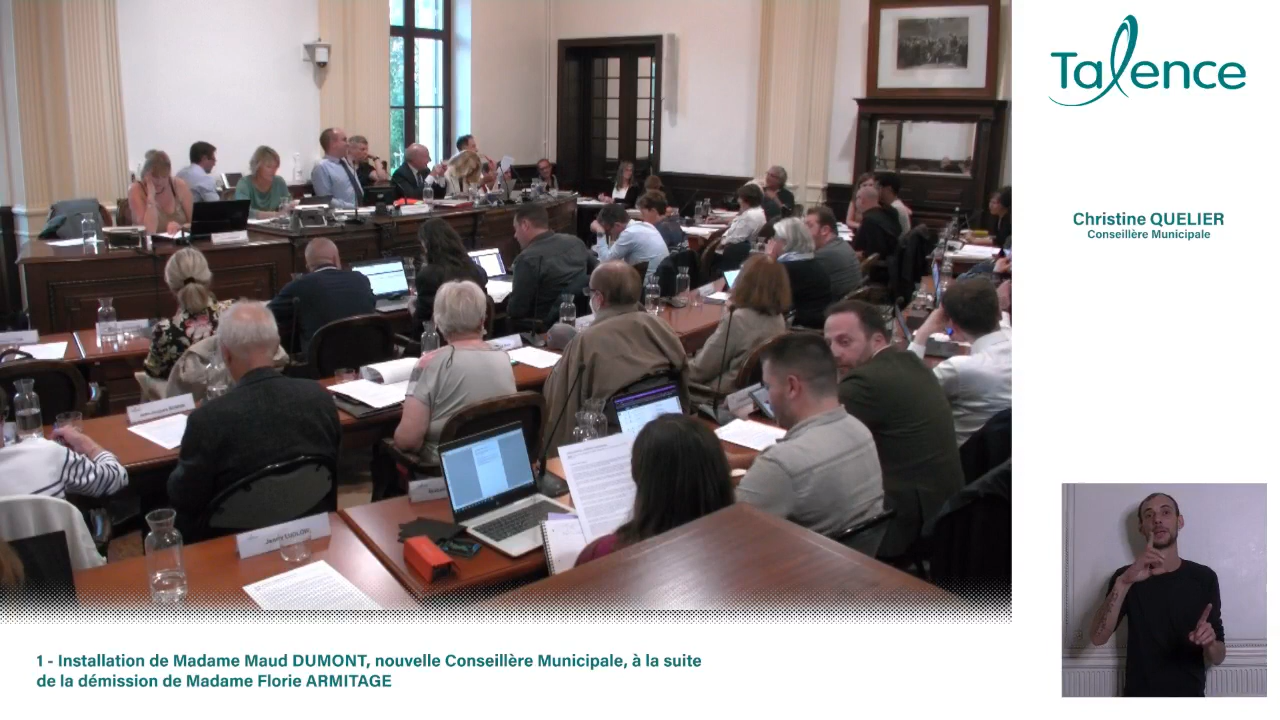 Talence
Christine QUELIER
Conseillère Municipale
1 - Installation de Madame Maud DUMONT, nouvelle Conseillère Municipale, à la suite
de la démission de Madame Florie ARMITAGE